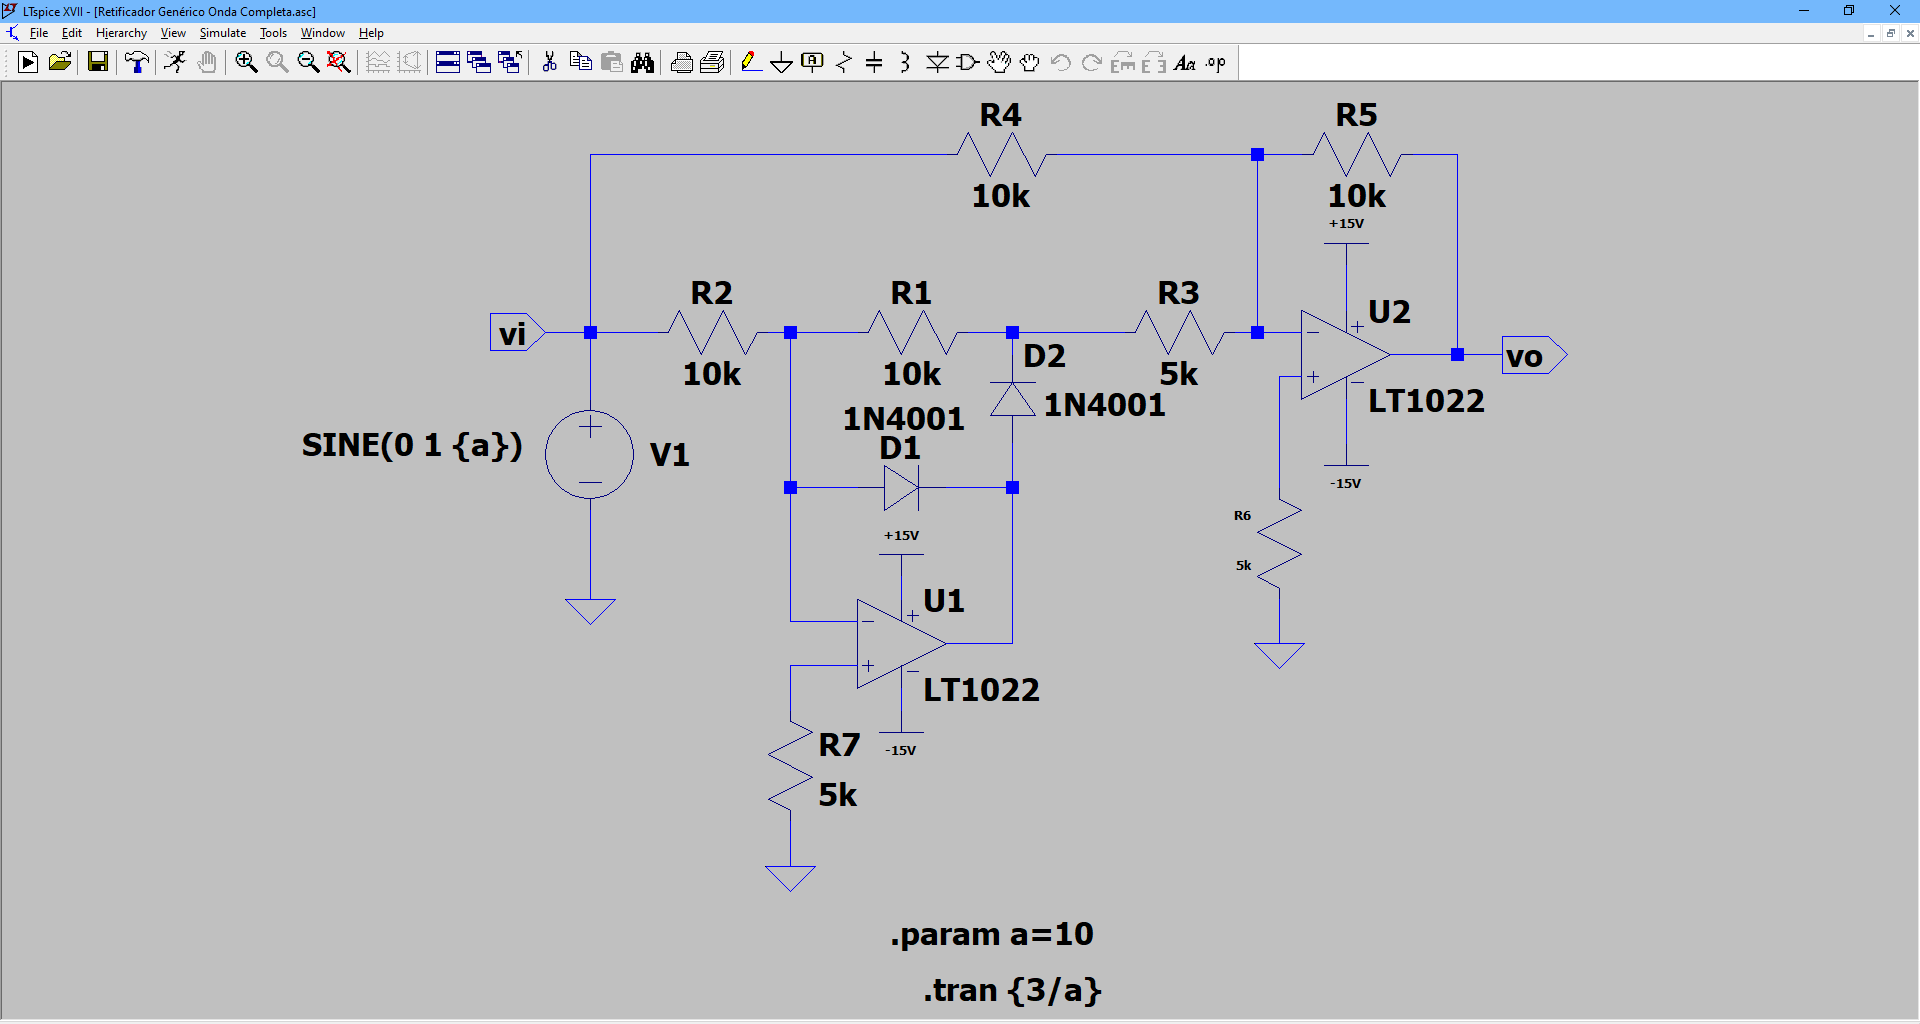 LTspice XVII - [Retificador Genérico Onda Completa.asc]
File Edit Hierarchy View Simulate Tools Window Help
R4
10k
R5
10k
+15V
vi
R2
10k
R1
10k
D2
1N4001
R3
5k
U2
LT1022
-15V
vo
SINE(0 1 {a})
V1
1N4001
D1
+15V
U1
LT1022
-15V
R6
5k
R7
5k
.param a=10
.tran {3/a}